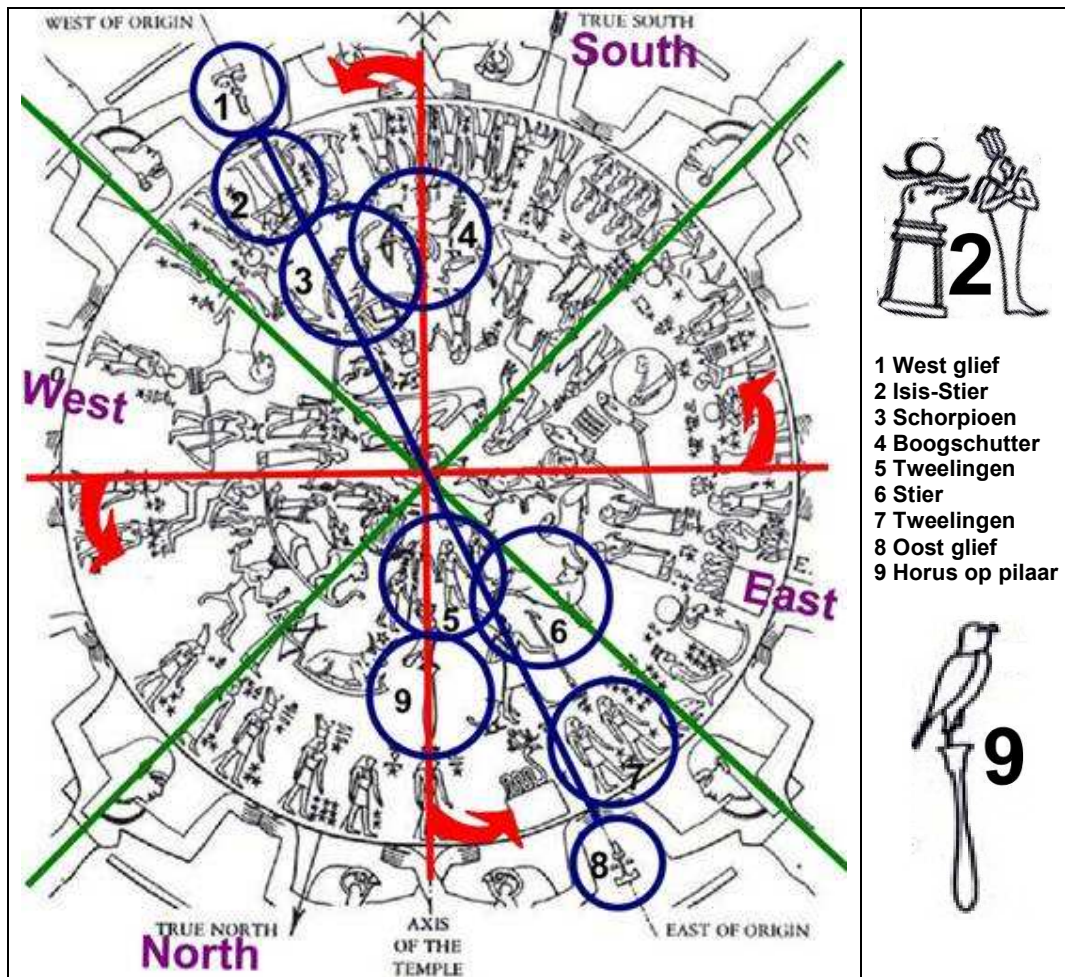 WEST OF ORIGIN
TRUE SOUTH
South
1
2
3
4
West
East
E.
5
6
9
7
8
TRUE NORTH
North
AXIS
OF THE
TEMPLE
EAST OF ORIGIN
2
1 West glief
2 Isis-Stier
3 Schorpioen
4 Boogschutter
5 Tweelingen
6 Stier
7 Tweelingen
8 Oost glief
9 Horus op pilaar
9